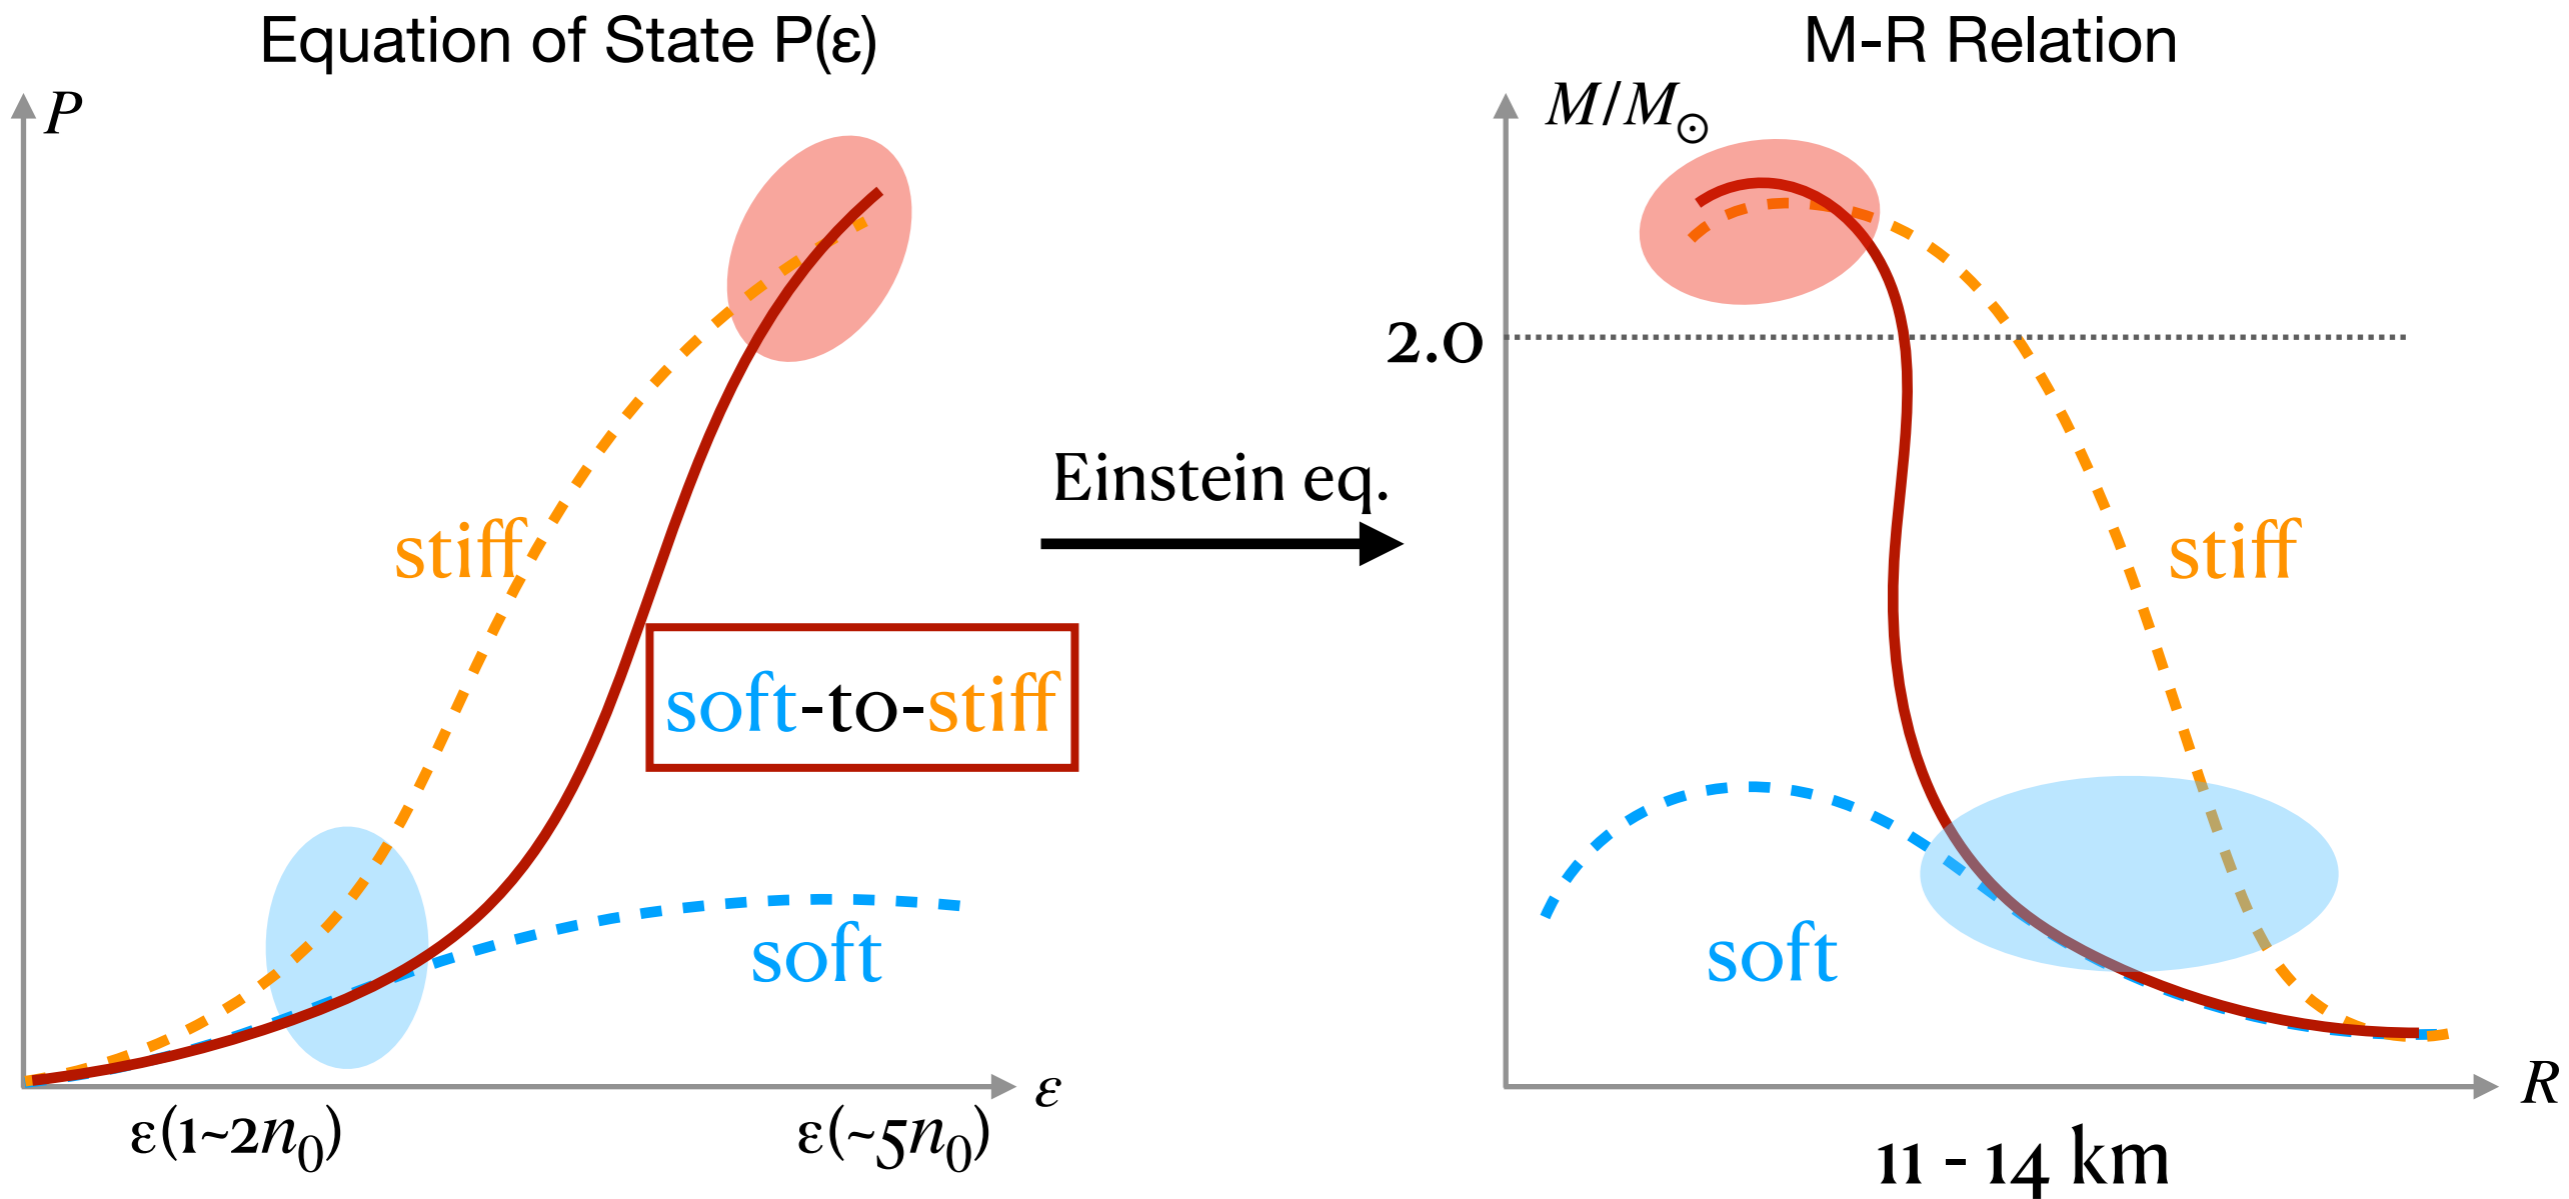 Equation of State P(ε)
P
stiff
soft-to-stiff
soft
ε
ε(1~2n₀)
ε(~5n₀)
Einstein eq.
M-R Relation
M/M☉
2.0
stiff
soft
R
11 - 14 km